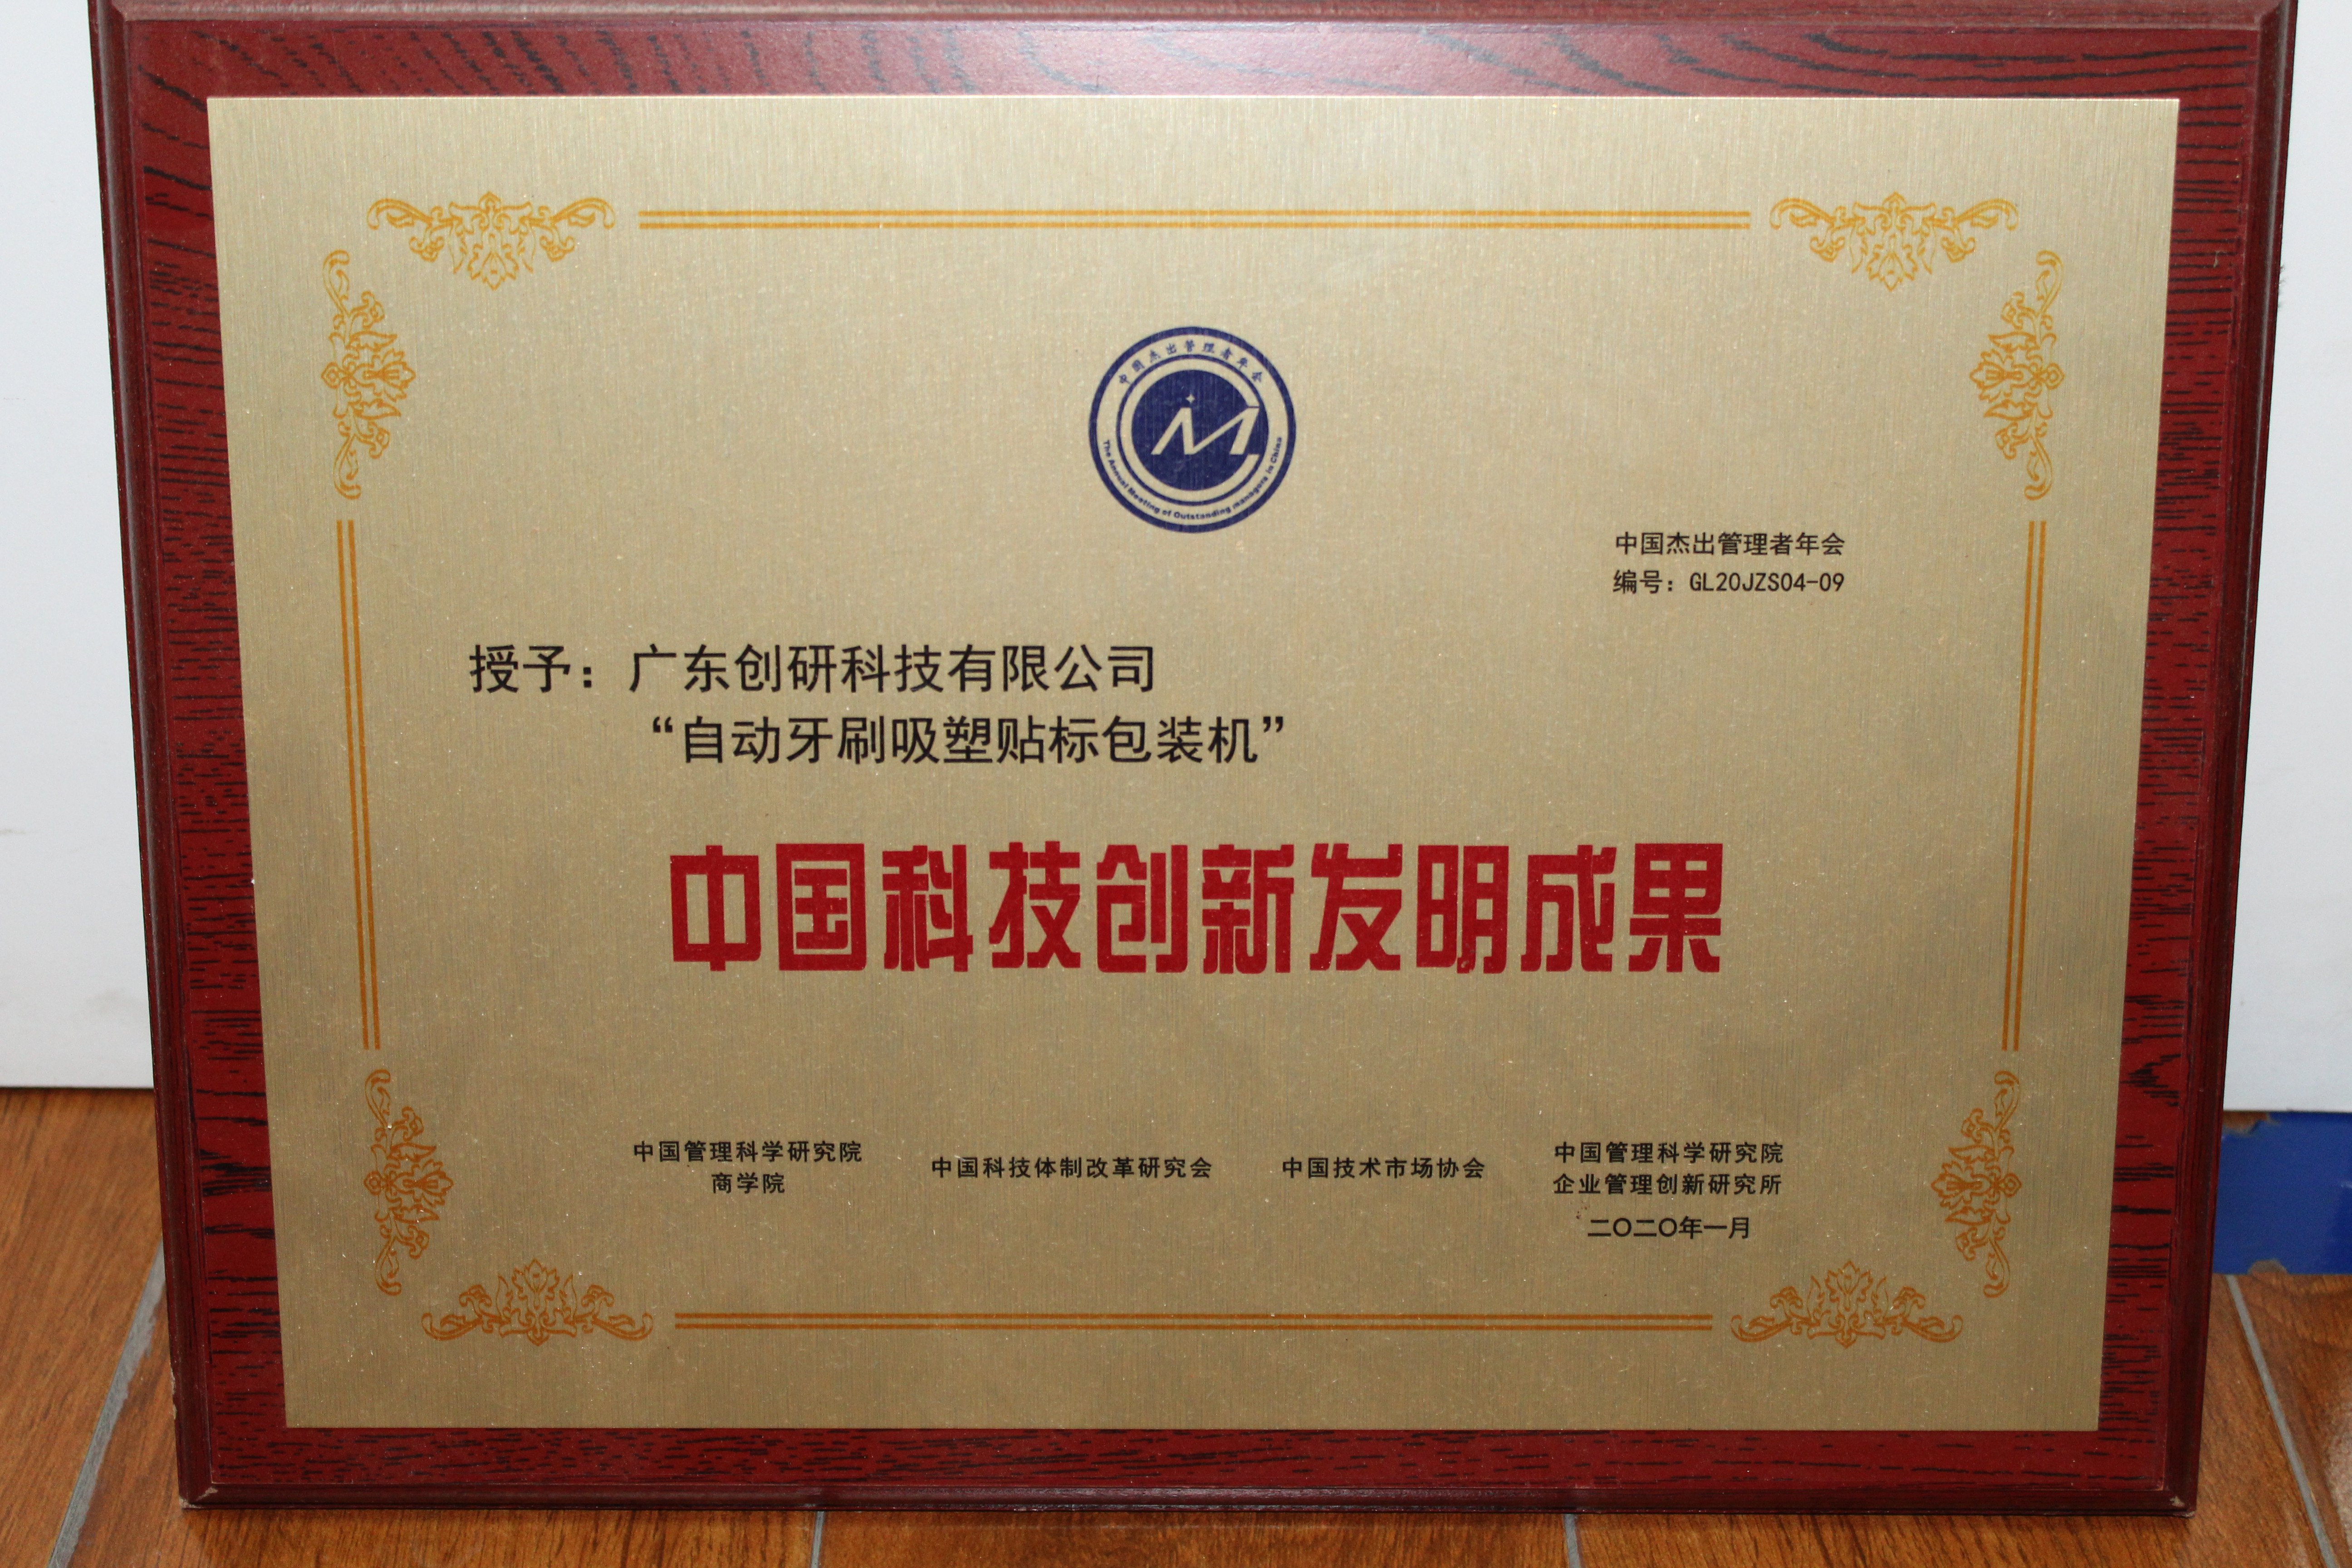 中国杰出管理者年会
The Annual Meeting of Outstanding managers in China
中国杰出管理者年会
编号：GL20JZS04-09
授予：广东创研科技有限公司
“自动牙刷吸塑贴标包装机”
中国科技创新发明成果
中国管理科学研究院
商学院
中国科技体制改革研究会
中国技术市场协会
中国管理科学研究院
企业管理创新研究所
二〇二〇年一月